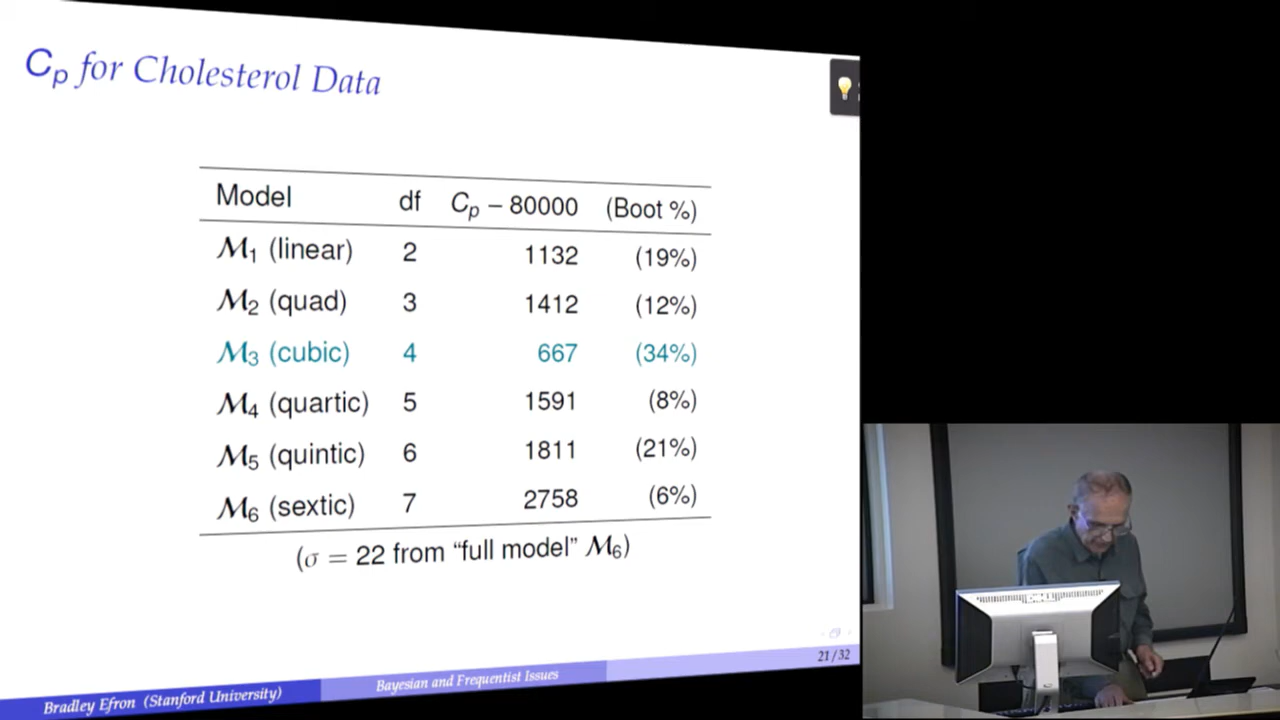 Cp for Cholesterol Data
Model df Cp – 80000 (Boot %)
M1 (linear) 2 1132 (19%)
M2 (quad) 3 1412 (12%)
M3 (cubic) 4 667 (34%)
M4 (quartic) 5 1591 (8%)
M5 (quintic) 6 1811 (21%)
M6 (sextic) 7 2758 (6%)
(σ = 22 from “full model” M6)
21 / 32
Bradley Efron (Stanford University) Bayesian and Frequentist Issues